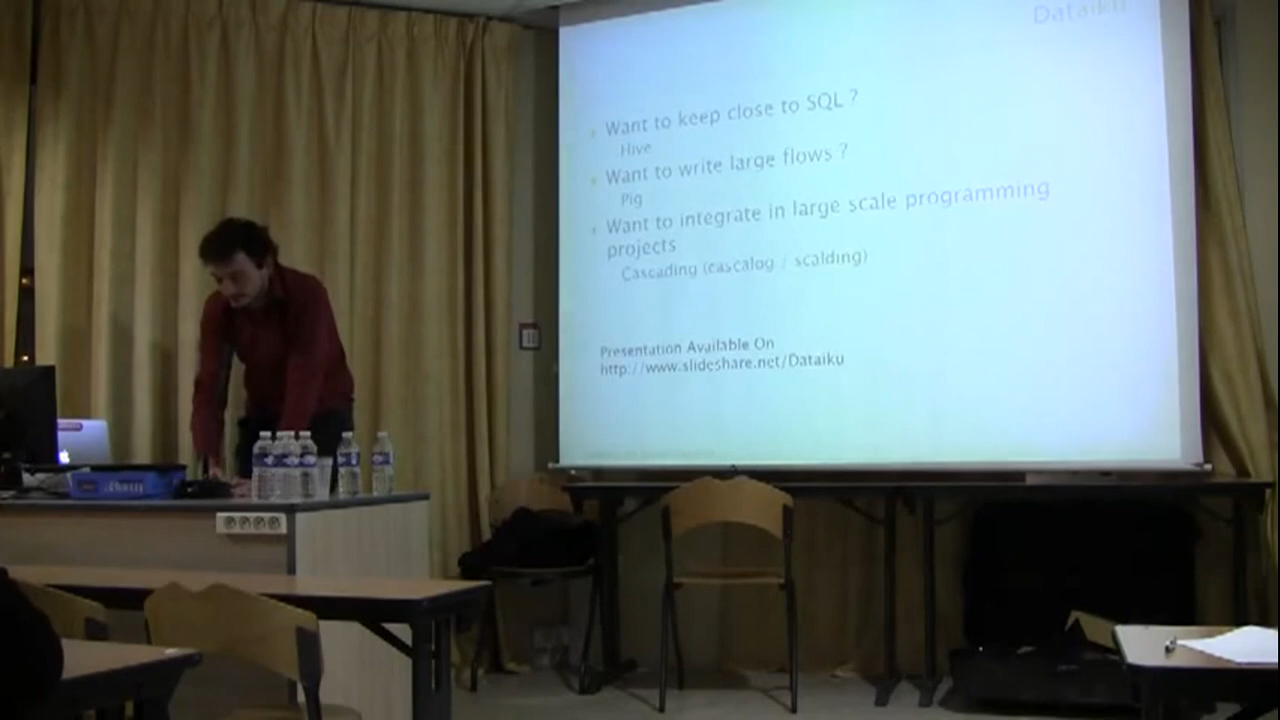 Dataiku
Want to keep close to SQL ?
Hive
Want to write large flows ?
Pig
Want to integrate in large scale programming
projects
Cascading (cascalog / scalding)
Presentation Available On
http://www.slideshare.net/Dataiku